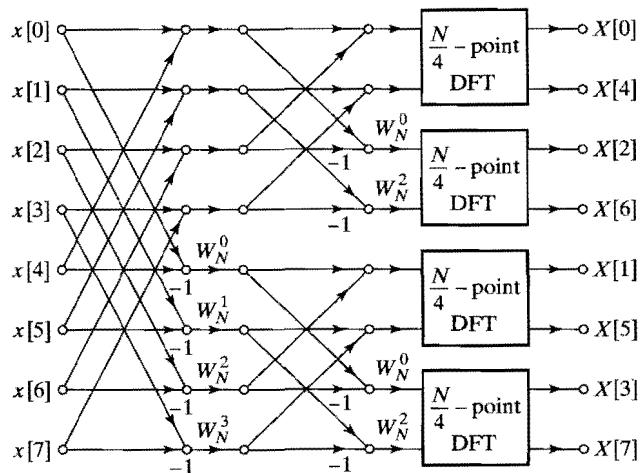 x[0]
N/4 – point
DFT
X[0]
x[1]
X[4]
x[2]
W_N^0
-1
N/4 – point
DFT
X[2]
x[3]
W_N^2
-1
X[6]
x[4]
W_N^0
-1
N/4 – point
DFT
X[1]
x[5]
W_N^1
-1
X[5]
x[6]
W_N^2
-1
W_N^0
-1
N/4 – point
DFT
X[3]
x[7]
W_N^3
-1
W_N^2
-1
X[7]